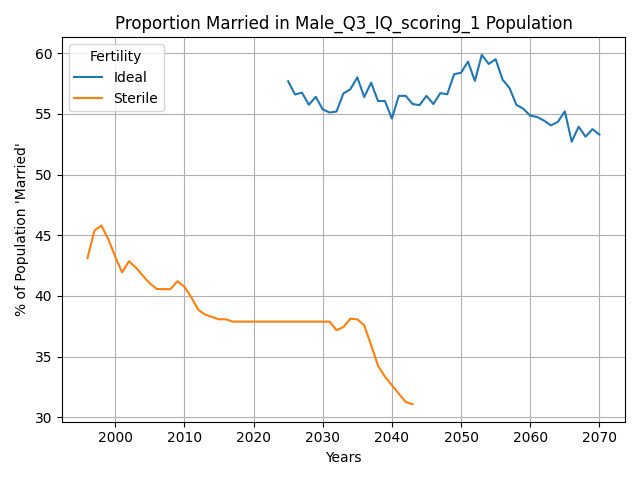 Proportion Married in Male_Q3_IQ_scoring_1 Population
Fertility
Ideal
Sterile
% of Population 'Married'
60
55
50
45
40
35
30
2000
2010
2020
2030
2040
2050
2060
2070
Years